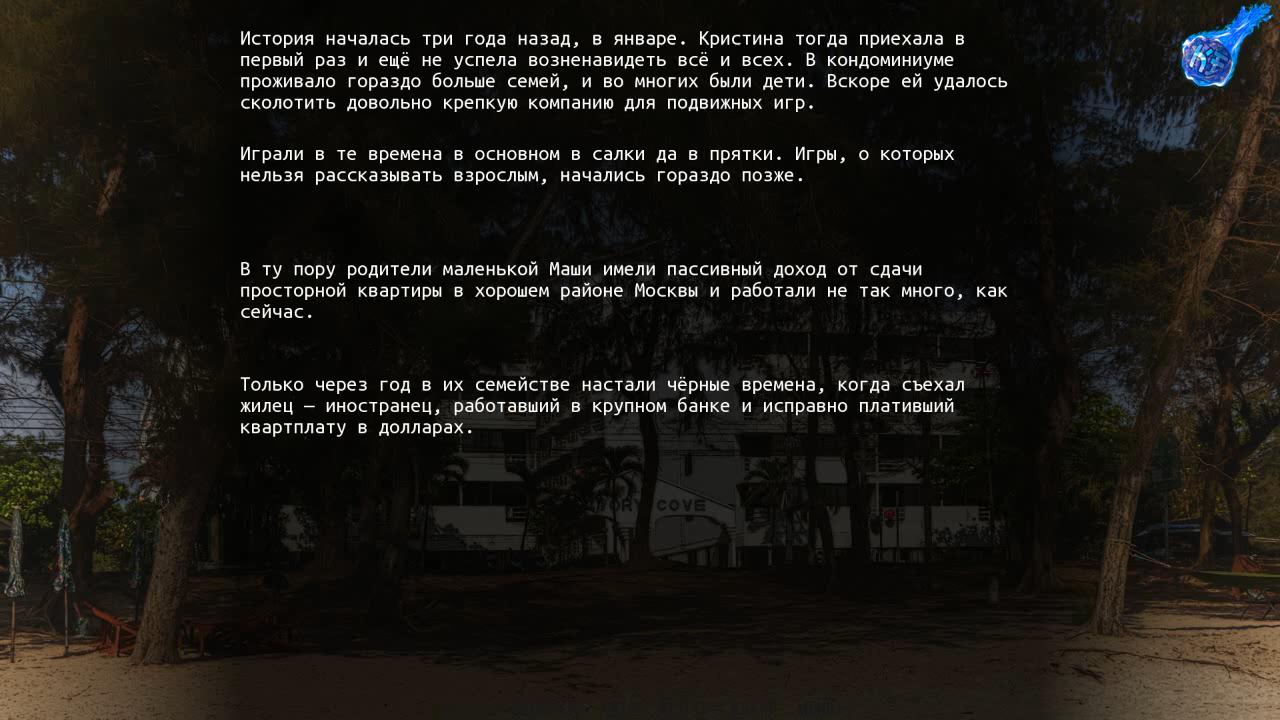 История началась три года назад, в январе. Кристина тогда приехала в
первый раз и ещё не успела возненавидеть всё и всех. В кондоминиуме
проживало гораздо больше семей, и во многих были дети. Вскоре ей удалось
сколотить довольно крепкую компанию для подвижных игр.
Играли в те времена в основном в салки да в прятки. Игры, о которых
нельзя рассказывать взрослым, начались гораздо позже.
В ту пору родители маленькой Маши имели пассивный доход от сдачи
просторной квартиры в хорошем районе Москвы и работали не так много, как
сейчас.
Только через год в их семействе настали чёрные времена, когда съехал
жилец — иностранец, работавший в крупном банке и исправно плативший
квартплату в долларах.
COVE